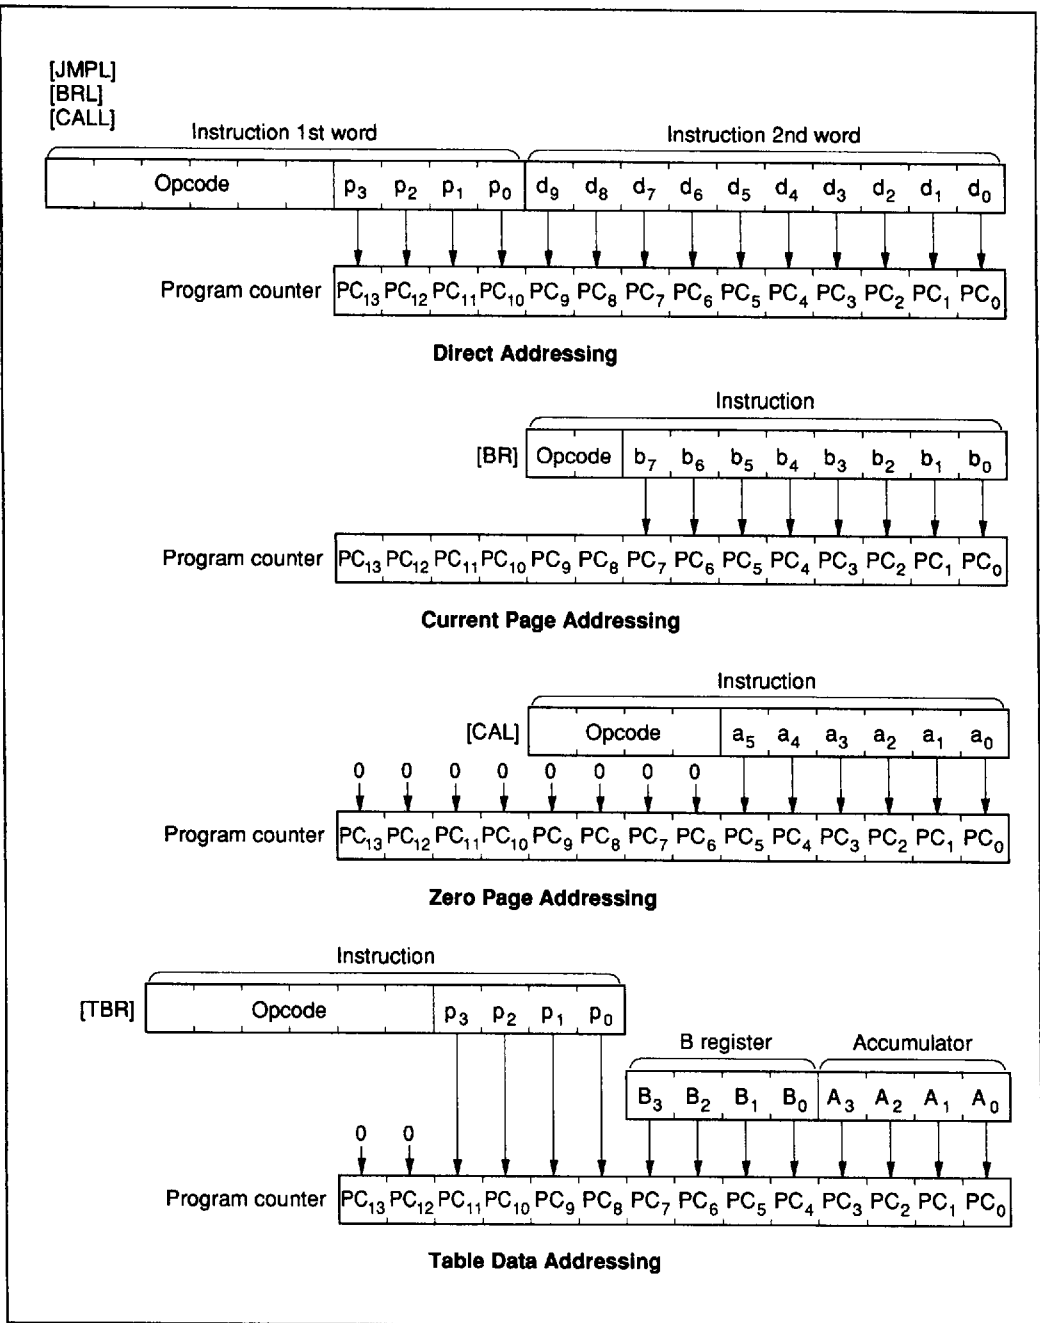 [JMPL]
[BRL]
[CALL]
Instruction 1st word
Instruction 2nd word
Opcode p3 p2 p1 p0 d9 d8 d7 d6 d5 d4 d3 d2 d1 d0
Program counter PC13 PC12 PC11 PC10 PC9 PC8 PC7 PC6 PC5 PC4 PC3 PC2 PC1 PC0
Direct Addressing
Instruction
[BR] Opcode b7 b6 b5 b4 b3 b2 b1 b0
Program counter PC13 PC12 PC11 PC10 PC9 PC8 PC7 PC6 PC5 PC4 PC3 PC2 PC1 PC0
Current Page Addressing
Instruction
[CAL] Opcode a5 a4 a3 a2 a1 a0
0 0 0 0 0 0 0 0
Program counter PC13 PC12 PC11 PC10 PC9 PC8 PC7 PC6 PC5 PC4 PC3 PC2 PC1 PC0
Zero Page Addressing
Instruction
[TBR] Opcode p3 p2 p1 p0
B register Accumulator
B3 B2 B1 B0 A3 A2 A1 A0
0 0
Program counter PC13 PC12 PC11 PC10 PC9 PC8 PC7 PC6 PC5 PC4 PC3 PC2 PC1 PC0
Table Data Addressing